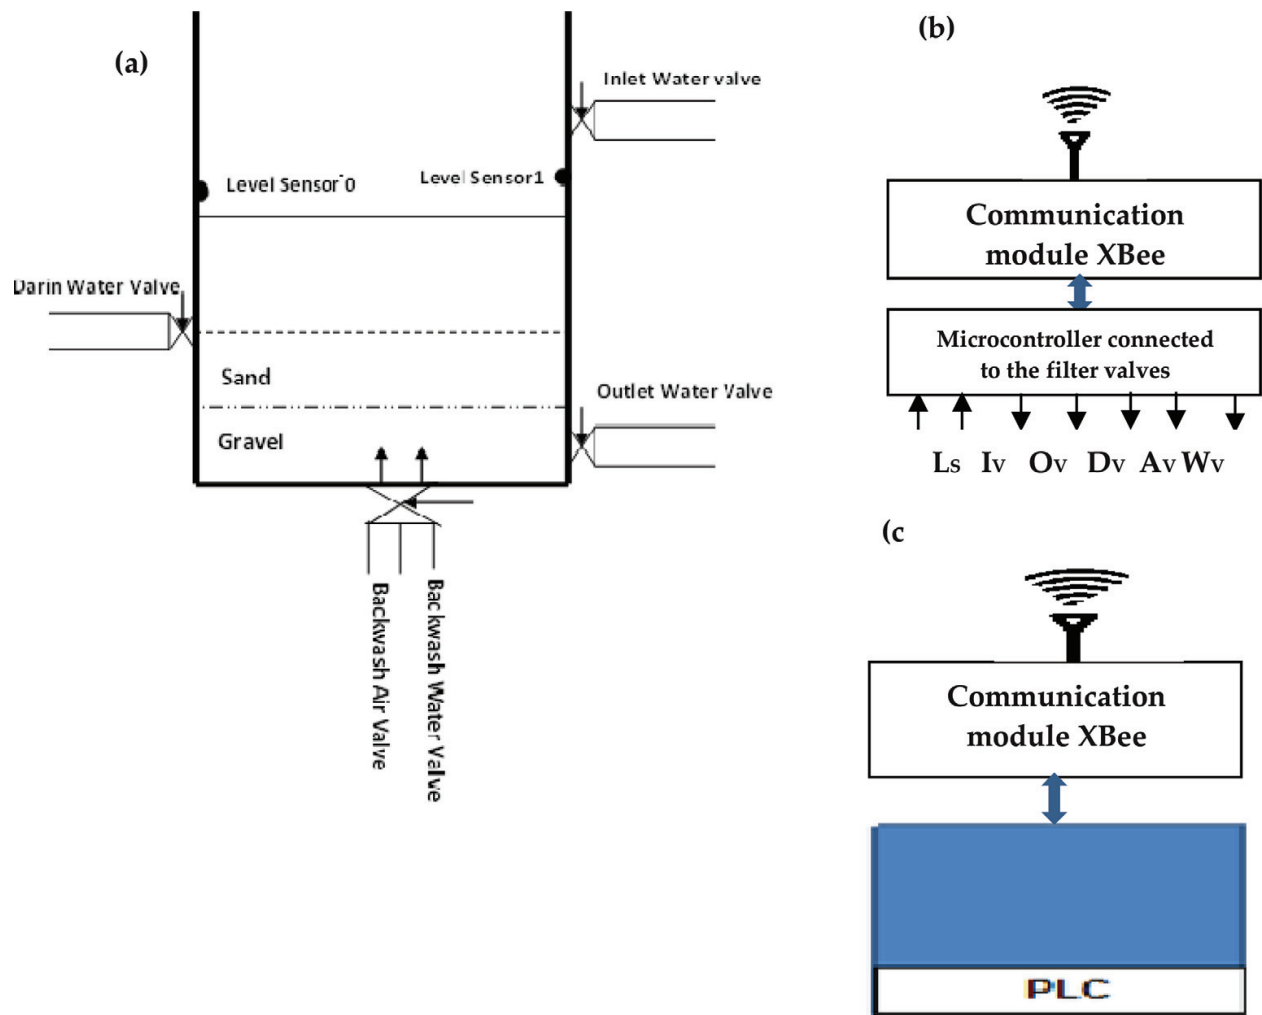 (a)
Inlet Water valve
Level Sensor 0
Level Sensor1
Darin Water Valve
Sand
Outlet Water Valve
Gravel
Backwash Air Valve
Backwash Water Valve
(b)
Communication
module XBee
Microcontroller connected
to the filter valves
Ls Iv Ov Dv Av Wv
(c
Communication
module XBee
PLC